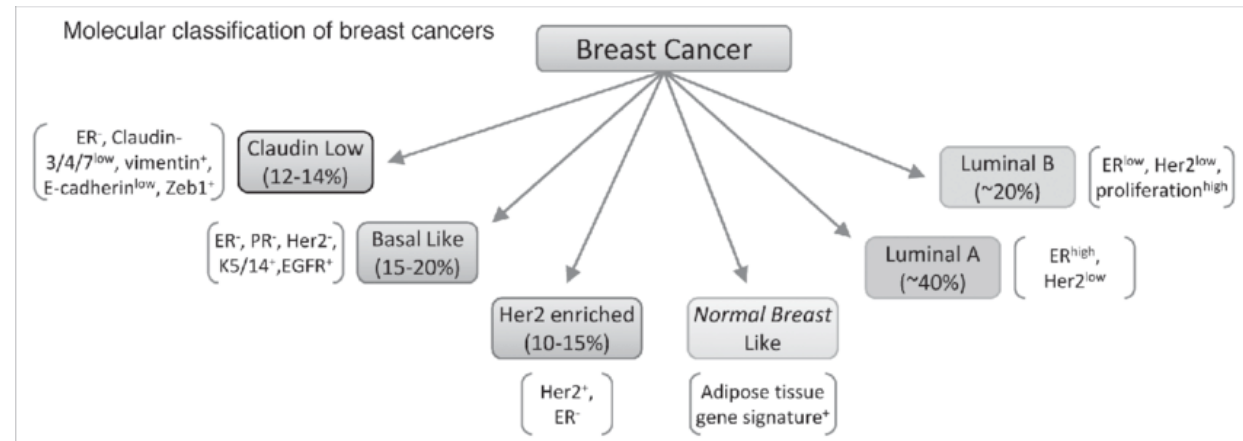 Molecular classification of breast cancers
Breast Cancer
ER⁻, Claudin-
3/4/7ˡᵒʷ, vimentin⁺,
E-cadherinˡᵒʷ, Zeb1⁺
Claudin Low
(12-14%)
ER⁻, PR⁻, Her2⁻,
K5/14⁺,EGFR⁺
Basal Like
(15-20%)
Her2 enriched
(10-15%)
Her2⁺,
ER⁻
Normal Breast
Like
Adipose tissue
gene signature⁺
Luminal A
(~40%)
ERʰⁱᵍʰ,
Her2ˡᵒʷ
Luminal B
(~20%)
ERˡᵒʷ, Her2ˡᵒʷ,
proliferationʰⁱᵍʰ